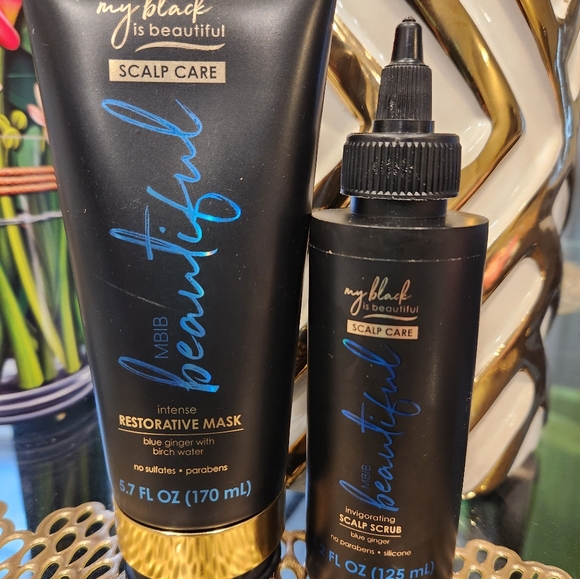 my black
is beautiful
SCALP CARE
MBIB
beautiful
intense
RESTORATIVE MASK
blue ginger with
birch water
no sulfates • parabens
5.7 FL OZ (170 mL)
my black
is beautiful
SCALP CARE
MBIB
beautiful
invigorating
SCALP SCRUB
blue ginger
no parabens • silicone
FL OZ (125 mL)